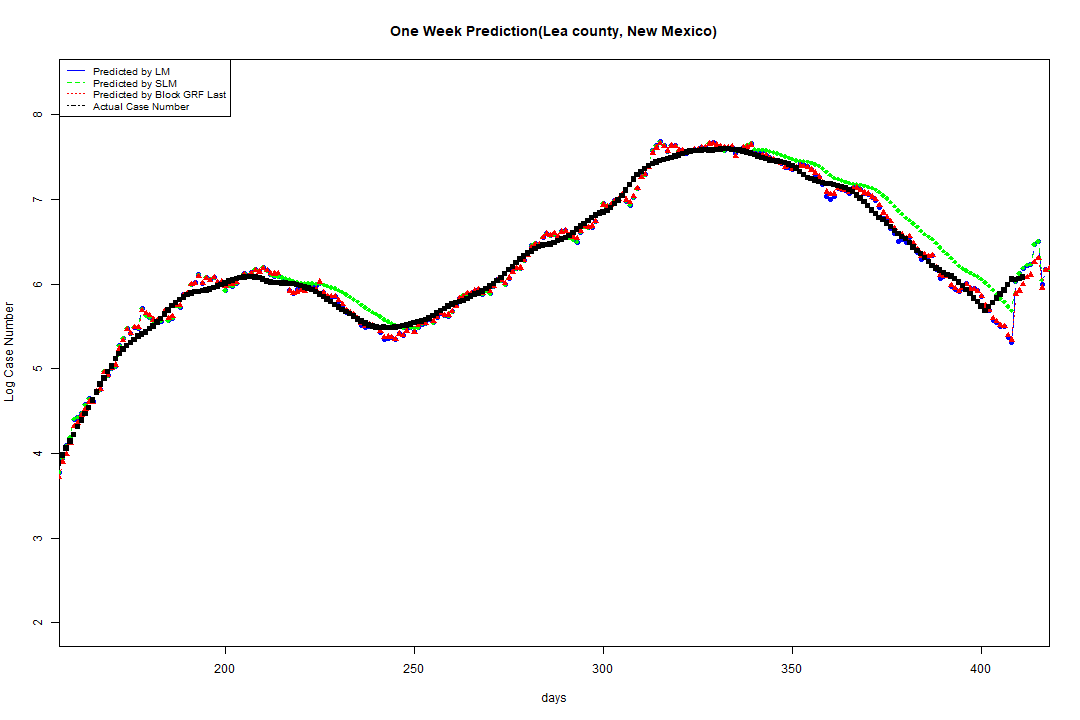 One Week Prediction(Lea county, New Mexico)
Predicted by LM
Predicted by SLM
Predicted by Block GRF Last
Actual Case Number
8
7
6
5
4
3
2
Log Case Number
200
250
300
350
400
days